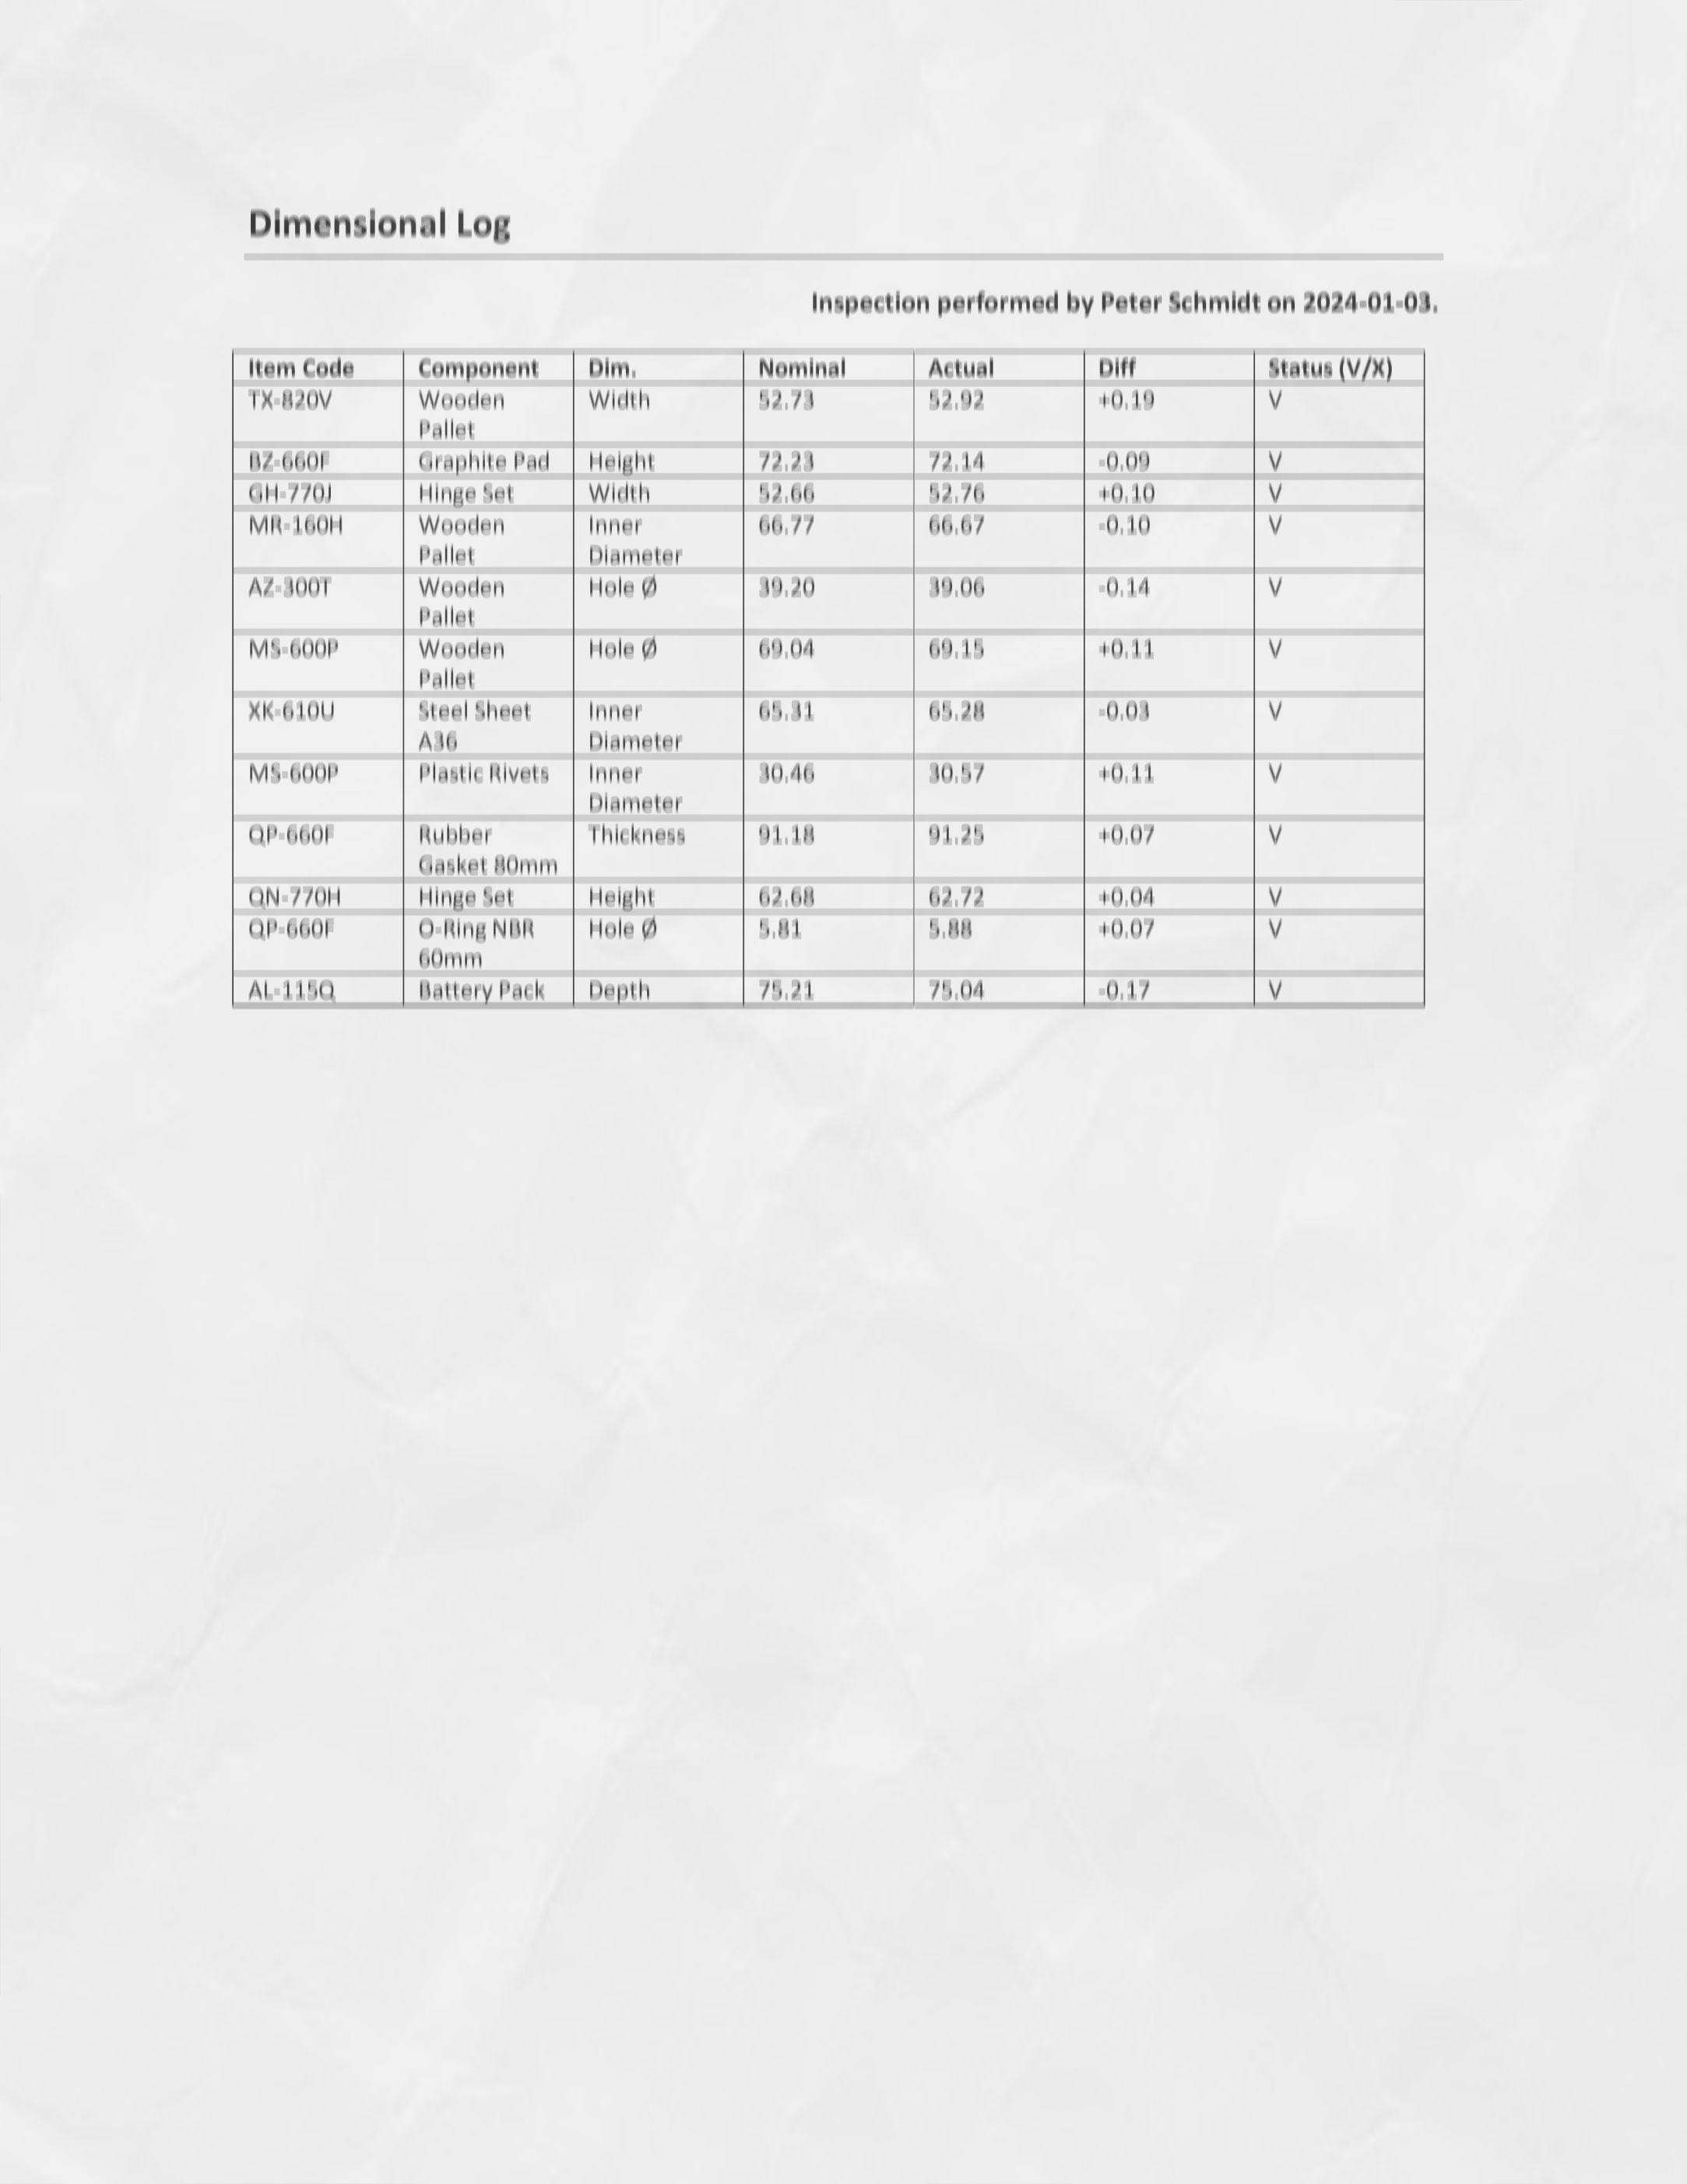 Dimensional Log
Inspection performed by Peter Schmidt on 2024-01-03.
Item Code Component Dim. Nominal Actual Diff Status (V/X)
TX-820V Wooden Pallet Width 52.73 52.92 +0.19 V
BZ-660F Graphite Pad Height 72.23 72.14 -0.09 V
GH-770J Hinge Set Width 52.66 52.76 +0.10 V
MR-160H Wooden Pallet Inner Diameter 66.77 66.67 -0.10 V
AZ-300T Wooden Pallet Hole Ø 39.20 39.06 -0.14 V
MS-600P Wooden Pallet Hole Ø 69.04 69.15 +0.11 V
XK-610U Steel Sheet A36 Inner Diameter 65.31 65.28 -0.03 V
MS-600P Plastic Rivets Inner Diameter 30.46 30.57 +0.11 V
QP-660F Rubber Gasket 80mm Thickness 91.18 91.25 +0.07 V
QN-770H Hinge Set Height 62.68 62.72 +0.04 V
QP-660F O-Ring NBR 60mm Hole Ø 5.81 5.88 +0.07 V
AL-115Q Battery Pack Depth 75.21 75.04 -0.17 V